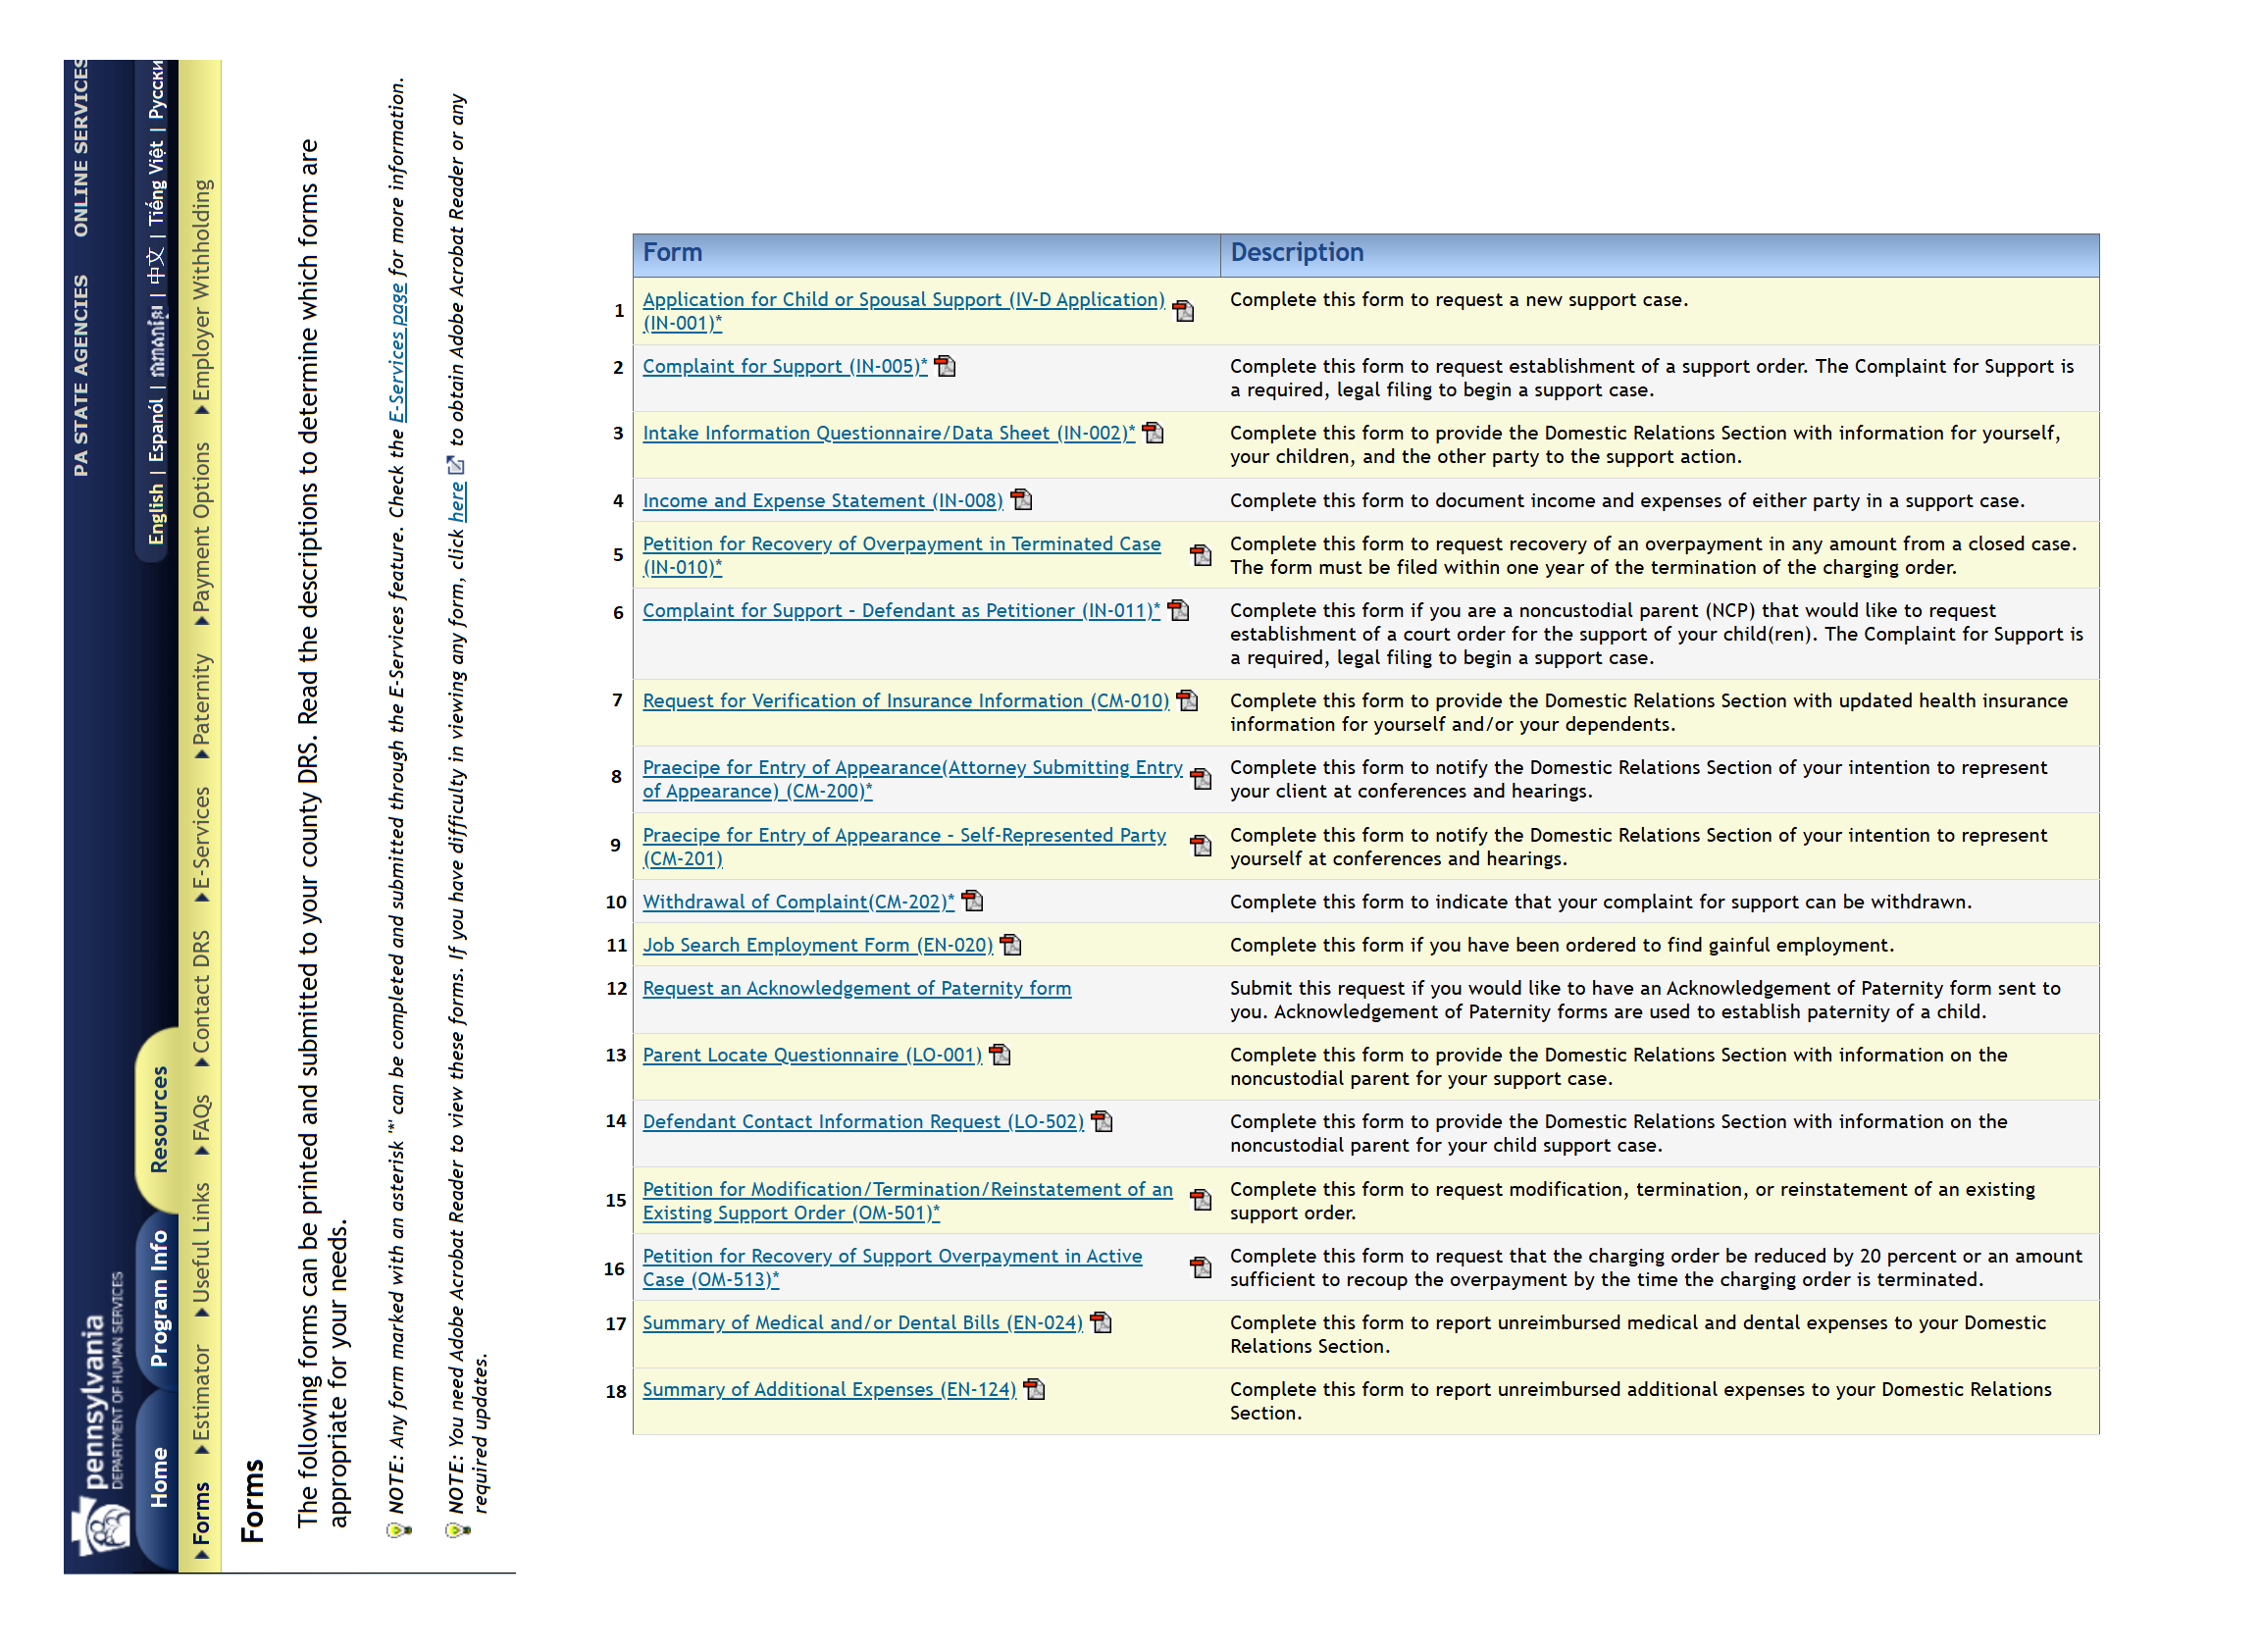 PA STATE AGENCIES ONLINE SERVICES
pennsylvania
DEPARTMENT OF HUMAN SERVICES
English | Espanól | ភាសាខ្មែរ | 中文 | Tiếng Việt | Русски
Home Program Info Resources
Forms Estimator Useful Links FAQs Contact DRS E-Services Paternity Payment Options Employer Withholding
Forms
The following forms can be printed and submitted to your county DRS. Read the descriptions to determine which forms are
appropriate for your needs.
NOTE: Any form marked with an asterisk '*' can be completed and submitted through the E-Services feature. Check the E-Services page for more information.
NOTE: You need Adobe Acrobat Reader to view these forms. If you have difficulty in viewing any form, click here to obtain Adobe Acrobat Reader or any
required updates.
Form Description
1 Application for Child or Spousal Support (IV-D Application) Complete this form to request a new support case.
(IN-001)*
2 Complaint for Support (IN-005)* Complete this form to request establishment of a support order. The Complaint for Support is
a required, legal filing to begin a support case.
3 Intake Information Questionnaire/Data Sheet (IN-002)* Complete this form to provide the Domestic Relations Section with information for yourself,
your children, and the other party to the support action.
4 Income and Expense Statement (IN-008) Complete this form to document income and expenses of either party in a support case.
5 Petition for Recovery of Overpayment in Terminated Case Complete this form to request recovery of an overpayment in any amount from a closed case.
(IN-010)* The form must be filed within one year of the termination of the charging order.
6 Complaint for Support - Defendant as Petitioner (IN-011)* Complete this form if you are a noncustodial parent (NCP) that would like to request
establishment of a court order for the support of your child(ren). The Complaint for Support is
a required, legal filing to begin a support case.
7 Request for Verification of Insurance Information (CM-010) Complete this form to provide the Domestic Relations Section with updated health insurance
information for yourself and/or your dependents.
8 Praecipe for Entry of Appearance(Attorney Submitting Entry Complete this form to notify the Domestic Relations Section of your intention to represent
of Appearance) (CM-200)* your client at conferences and hearings.
9 Praecipe for Entry of Appearance - Self-Represented Party Complete this form to notify the Domestic Relations Section of your intention to represent
(CM-201) yourself at conferences and hearings.
10 Withdrawal of Complaint(CM-202)* Complete this form to indicate that your complaint for support can be withdrawn.
11 Job Search Employment Form (EN-020) Complete this form if you have been ordered to find gainful employment.
12 Request an Acknowledgement of Paternity form Submit this request if you would like to have an Acknowledgement of Paternity form sent to
you. Acknowledgement of Paternity forms are used to establish paternity of a child.
13 Parent Locate Questionnaire (LO-001) Complete this form to provide the Domestic Relations Section with information on the
noncustodial parent for your support case.
14 Defendant Contact Information Request (LO-502) Complete this form to provide the Domestic Relations Section with information on the
noncustodial parent for your child support case.
15 Petition for Modification/Termination/Reinstatement of an Complete this form to request modification, termination, or reinstatement of an existing
Existing Support Order (OM-501)* support order.
16 Petition for Recovery of Support Overpayment in Active Complete this form to request that the charging order be reduced by 20 percent or an amount
Case (OM-513)* sufficient to recoup the overpayment by the time the charging order is terminated.
17 Summary of Medical and/or Dental Bills (EN-024) Complete this form to report unreimbursed medical and dental expenses to your Domestic
Relations Section.
18 Summary of Additional Expenses (EN-124) Complete this form to report unreimbursed additional expenses to your Domestic Relations
Section.